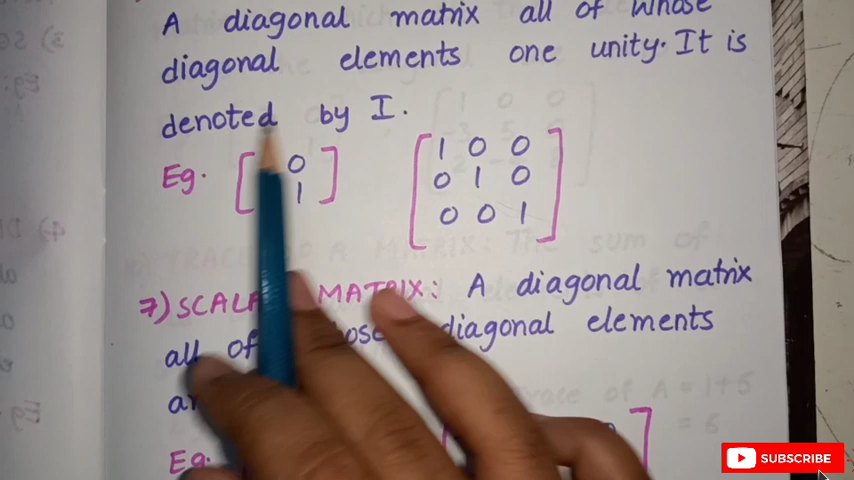 A diagonal matrix all of whose
diagonal elements one unity. It is
denoted by I.
Eg. [ 0 1 ] [ 1 0 0
0 1 0
0 0 1 ]
7) SCALA MATRIX: A diagonal matrix
all of diagonal elements
Eg.
SUBSCRIBE